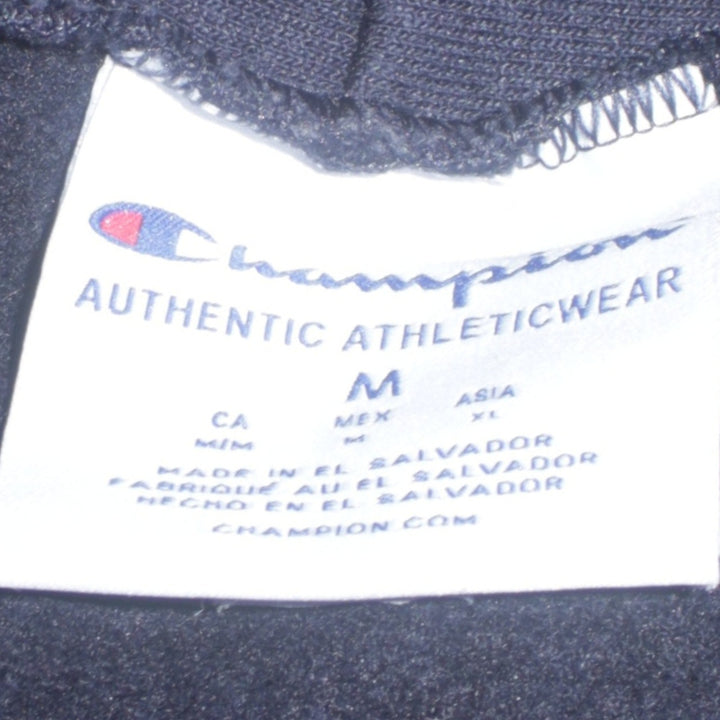 Champion
AUTHENTIC ATHLETICWEAR
M
CA MEX ASIA
M/M M XL
MADE IN EL SALVADOR
FABRIQUÉ AU EL SALVADOR
HECHO EN EL SALVADOR
CHAMPION.COM